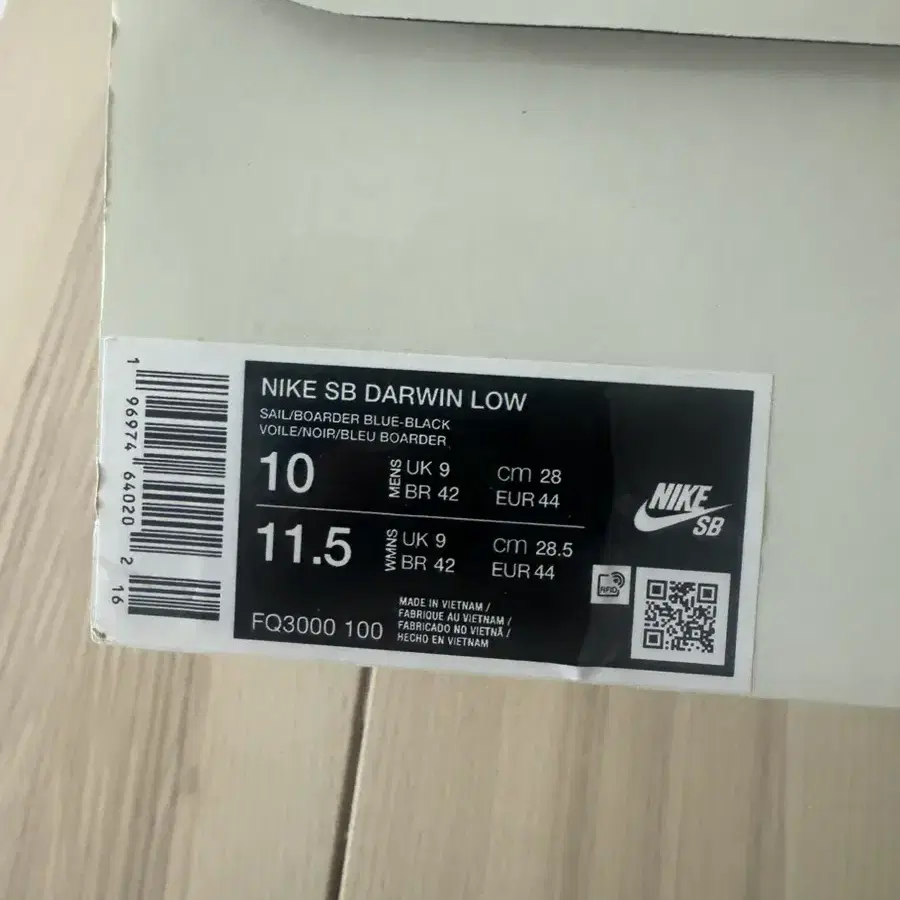 1 96974 64020 2 16
NIKE SB DARWIN LOW
SAIL/BOARDER BLUE-BLACK
VOILE/NOIR/BLEU BOARDER
10 MENS UK 9 cm 28
BR 42 EUR 44
11.5 WMNS UK 9 cm 28.5
BR 42 EUR 44
NIKE
SB
RFID
FQ3000 100
MADE IN VIETNAM /
FABRIQUE AU VIETNAM /
FABRICADO NO VIETNÃ /
HECHO EN VIETNAM